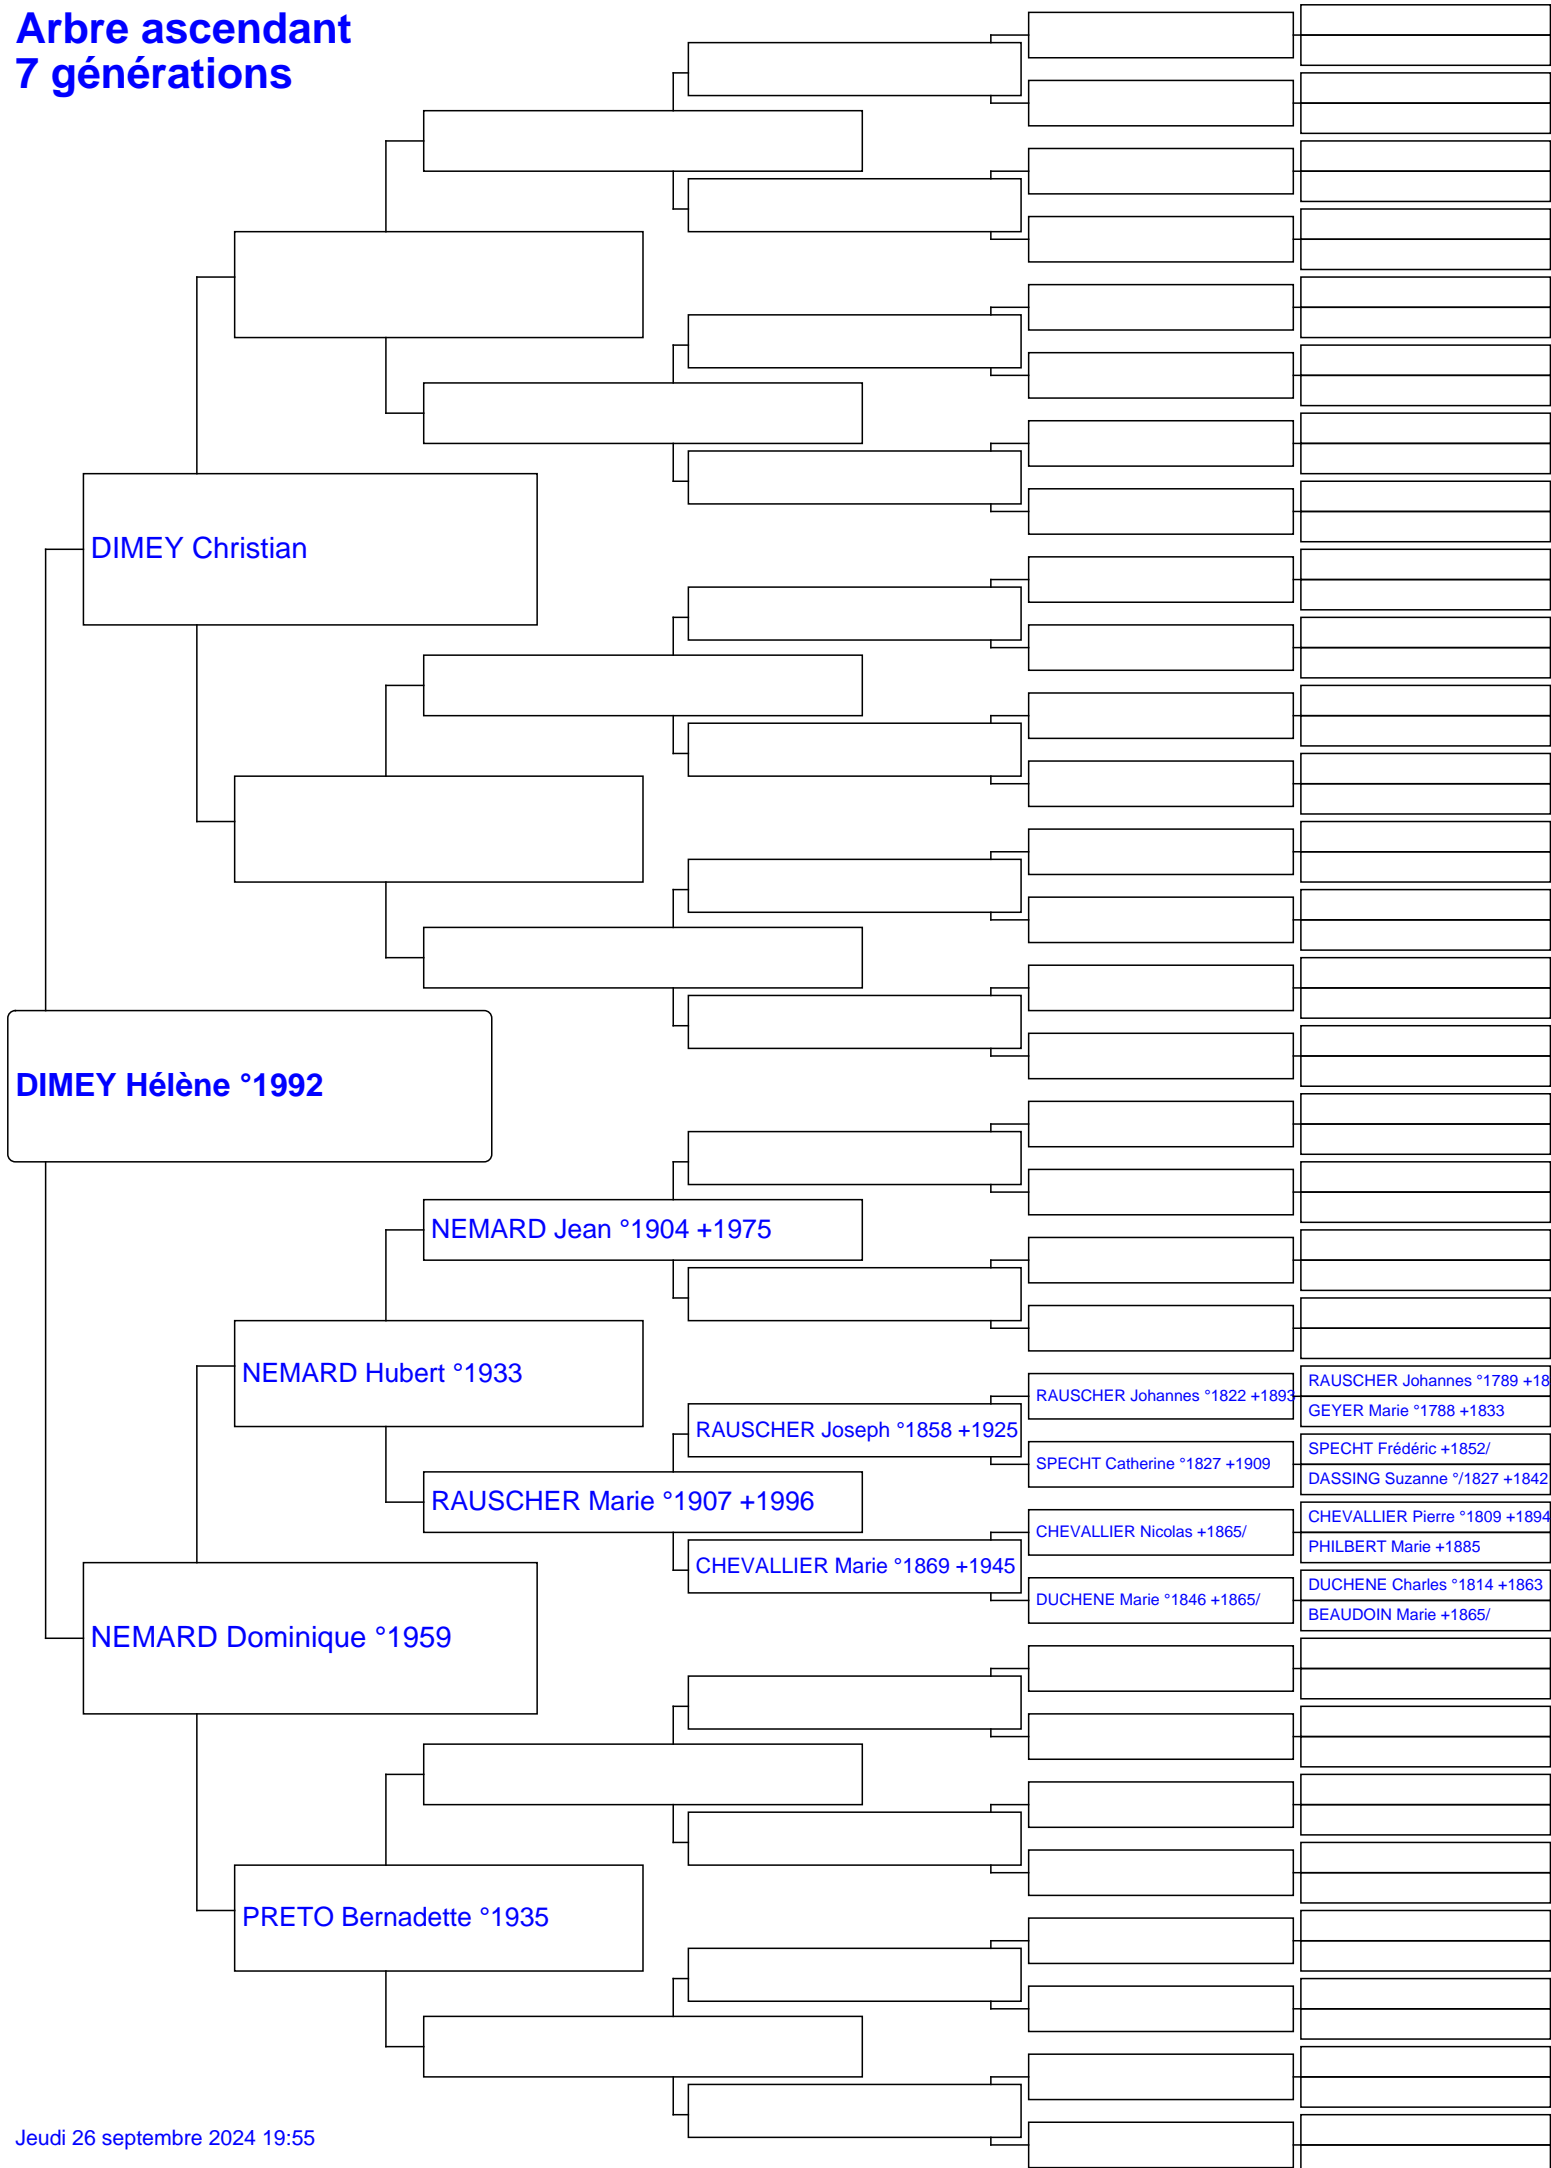 Arbre ascendant
7 générations
DIMEY Christian
DIMEY Hélène °1992
NEMARD Jean °1904 +1975
NEMARD Hubert °1933
RAUSCHER Johannes °1789 +18
RAUSCHER Johannes °1822 +1893
GEYER Marie °1788 +1833
RAUSCHER Joseph °1858 +1925
SPECHT Frédéric +1852/
SPECHT Catherine °1827 +1909
DASSING Suzanne °/1827 +1842
RAUSCHER Marie °1907 +1996
CHEVALLIER Pierre °1809 +1894
CHEVALLIER Nicolas +1865/
PHILBERT Marie +1885
CHEVALLIER Marie °1869 +1945
DUCHENE Charles °1814 +1863
DUCHENE Marie °1846 +1865/
BEAUDOIN Marie +1865/
NEMARD Dominique °1959
PRETO Bernadette °1935
Jeudi 26 septembre 2024 19:55